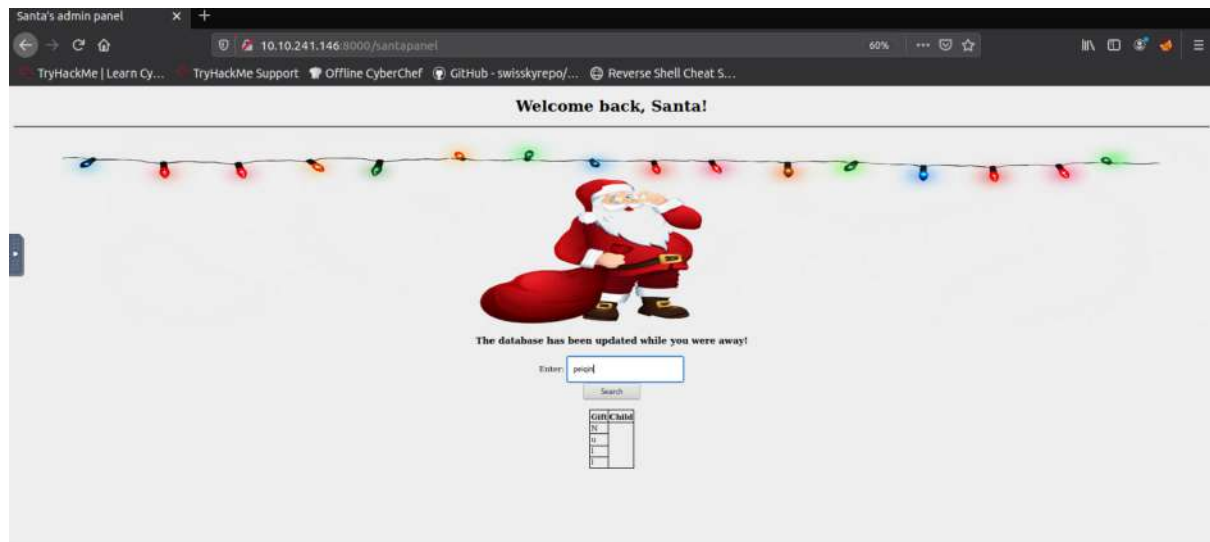 Santa's admin panel
10.10.241.146:8000/santapanel
60%
TryHackMe | Learn Cy...
TryHackMe Support
Offline CyberChef
GitHub - swisskyrepo/...
Reverse Shell Cheat S...
Welcome back, Santa!
The database has been updated while you were away!
Enter: peiqin
Search
Gift Child
N
u
l
l